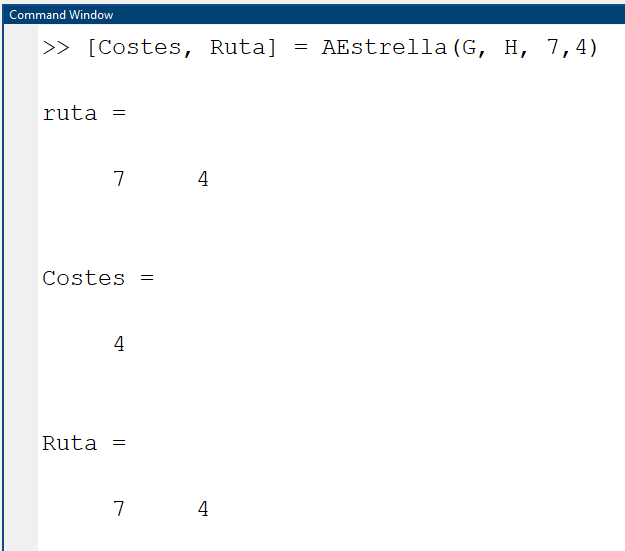 Command Window
>> [Costes, Ruta] = AEstrella(G, H, 7,4)
ruta =
7 4
Costes =
4
Ruta =
7 4